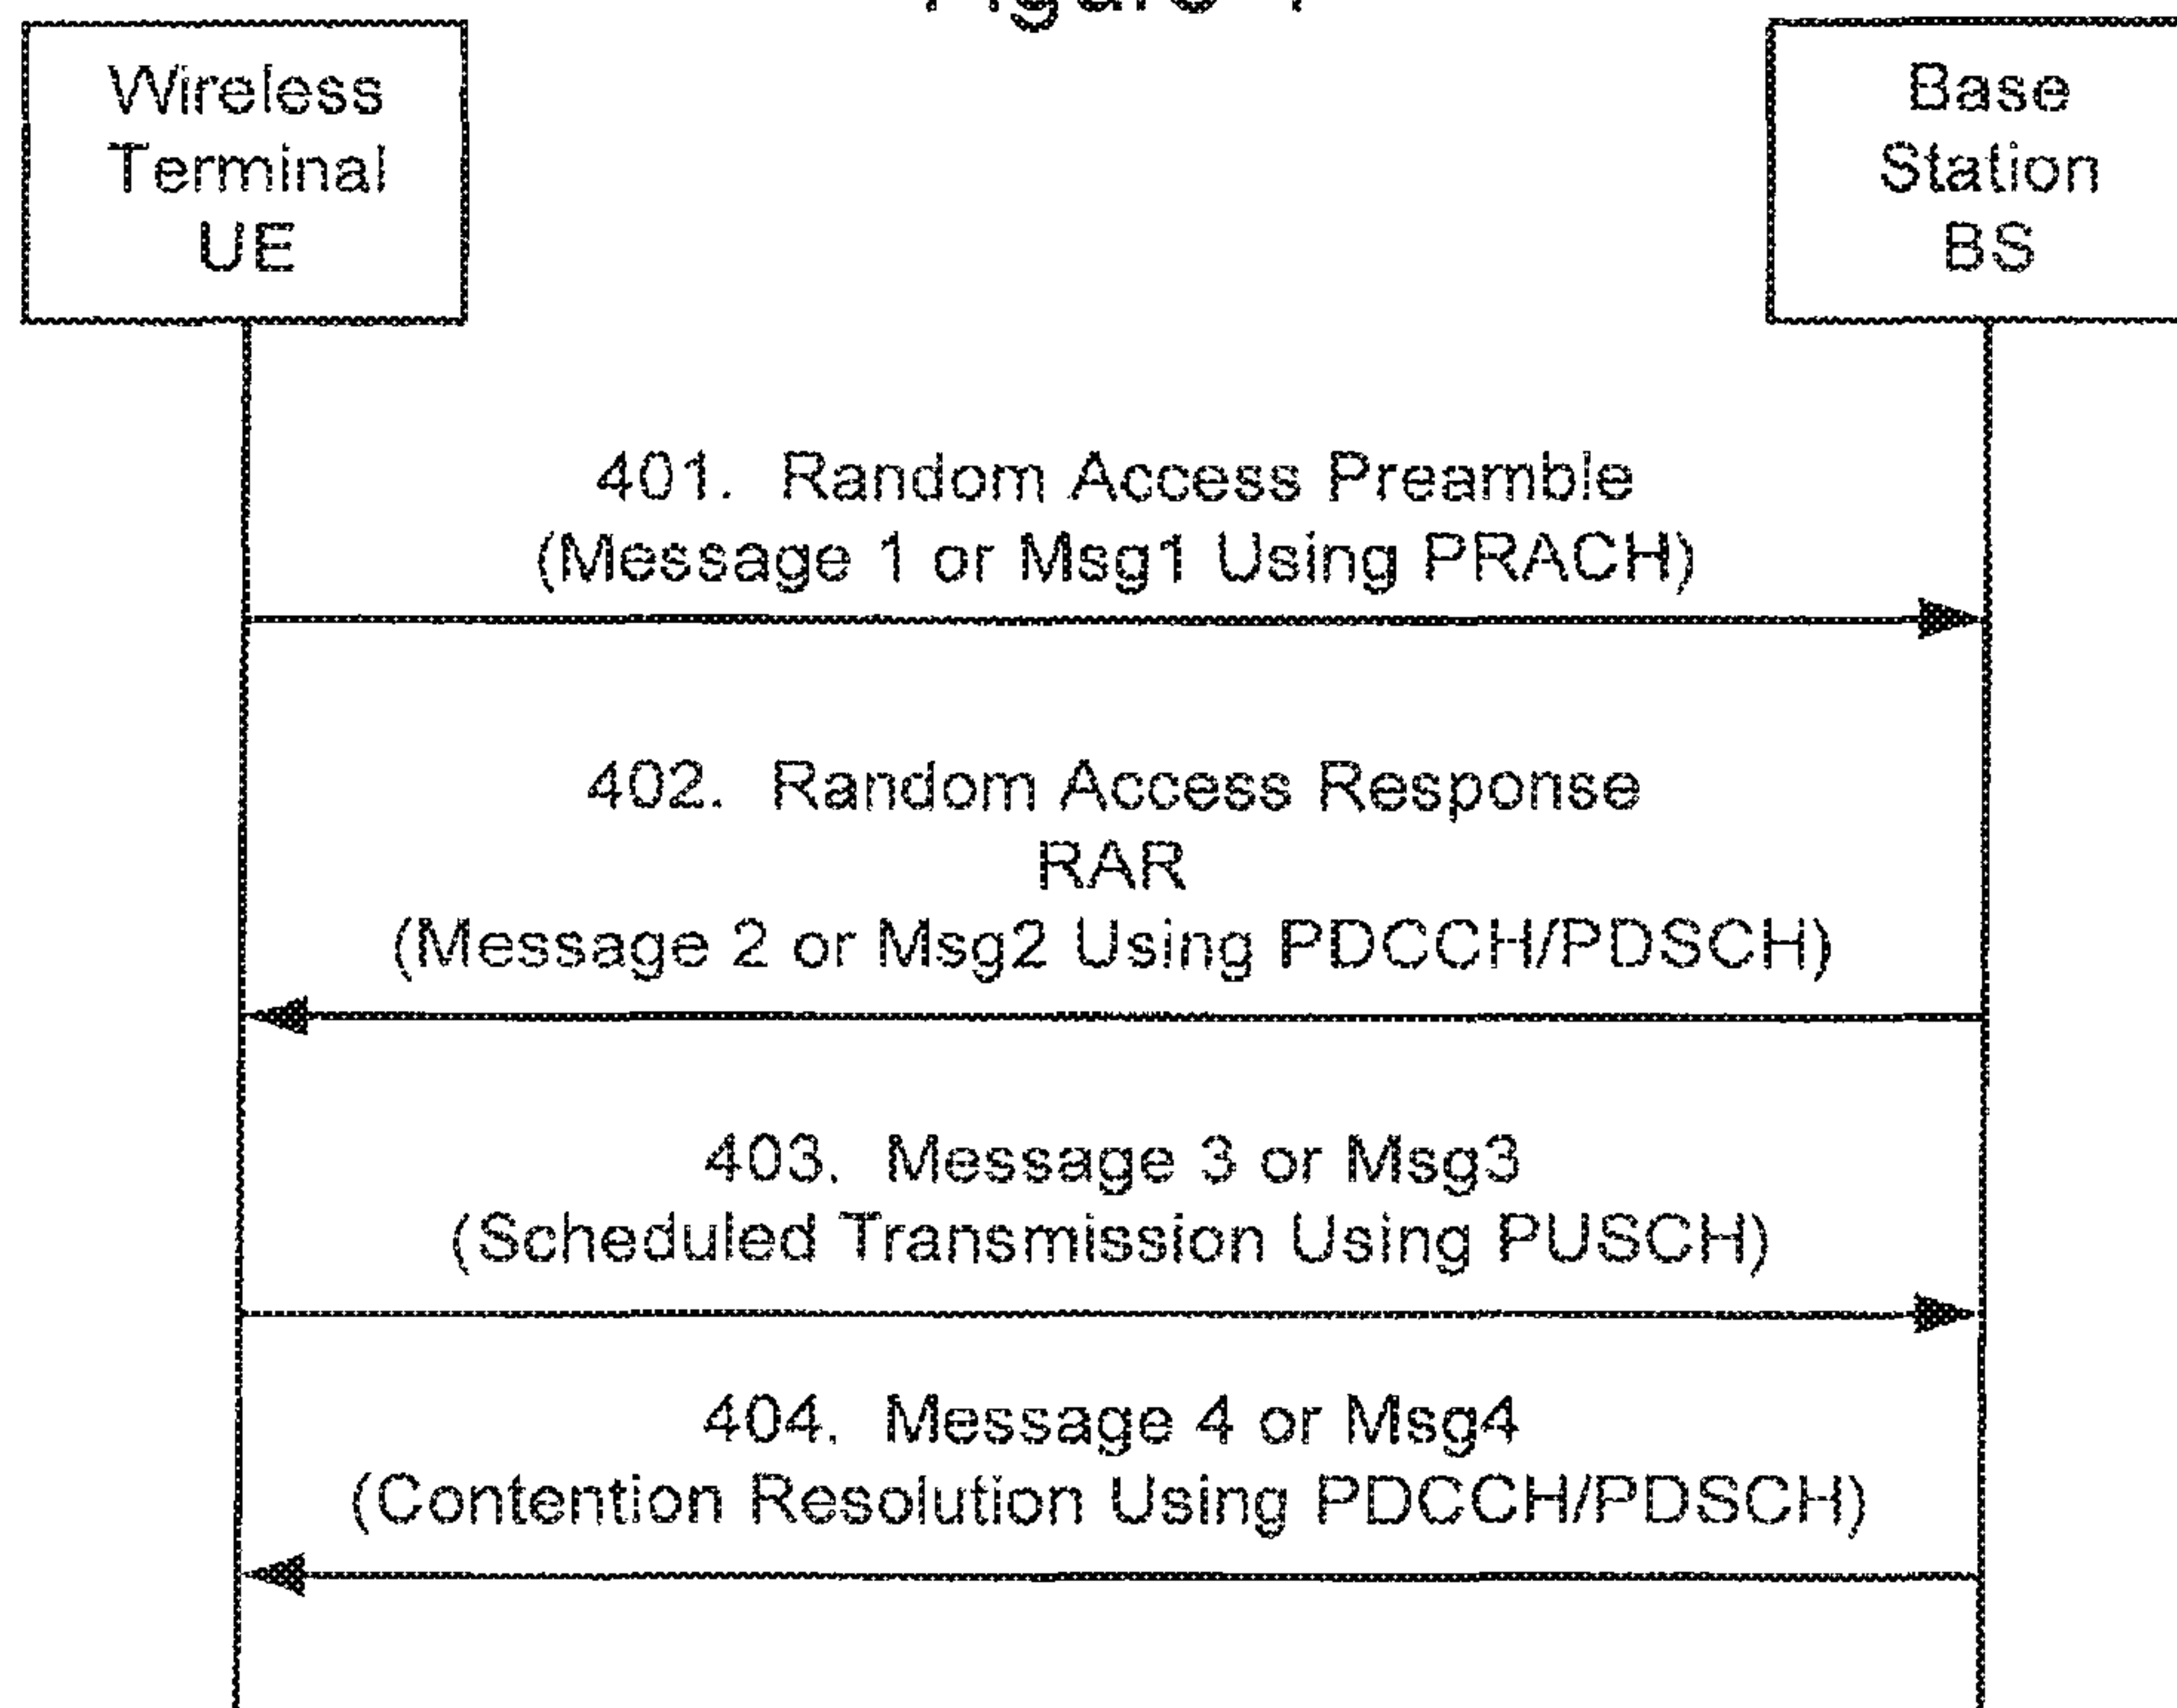 Wireless
Terminal
UE
Base
Station
BS
401. Random Access Preamble
(Message 1 or Msg1 Using PRACH)
402. Random Access Response
RAR
(Message 2 or Msg2 Using PDCCH/PDSCH)
403. Message 3 or Msg3
(Scheduled Transmission Using PUSCH)
404. Message 4 or Msg4
(Contention Resolution Using PDCCH/PDSCH)